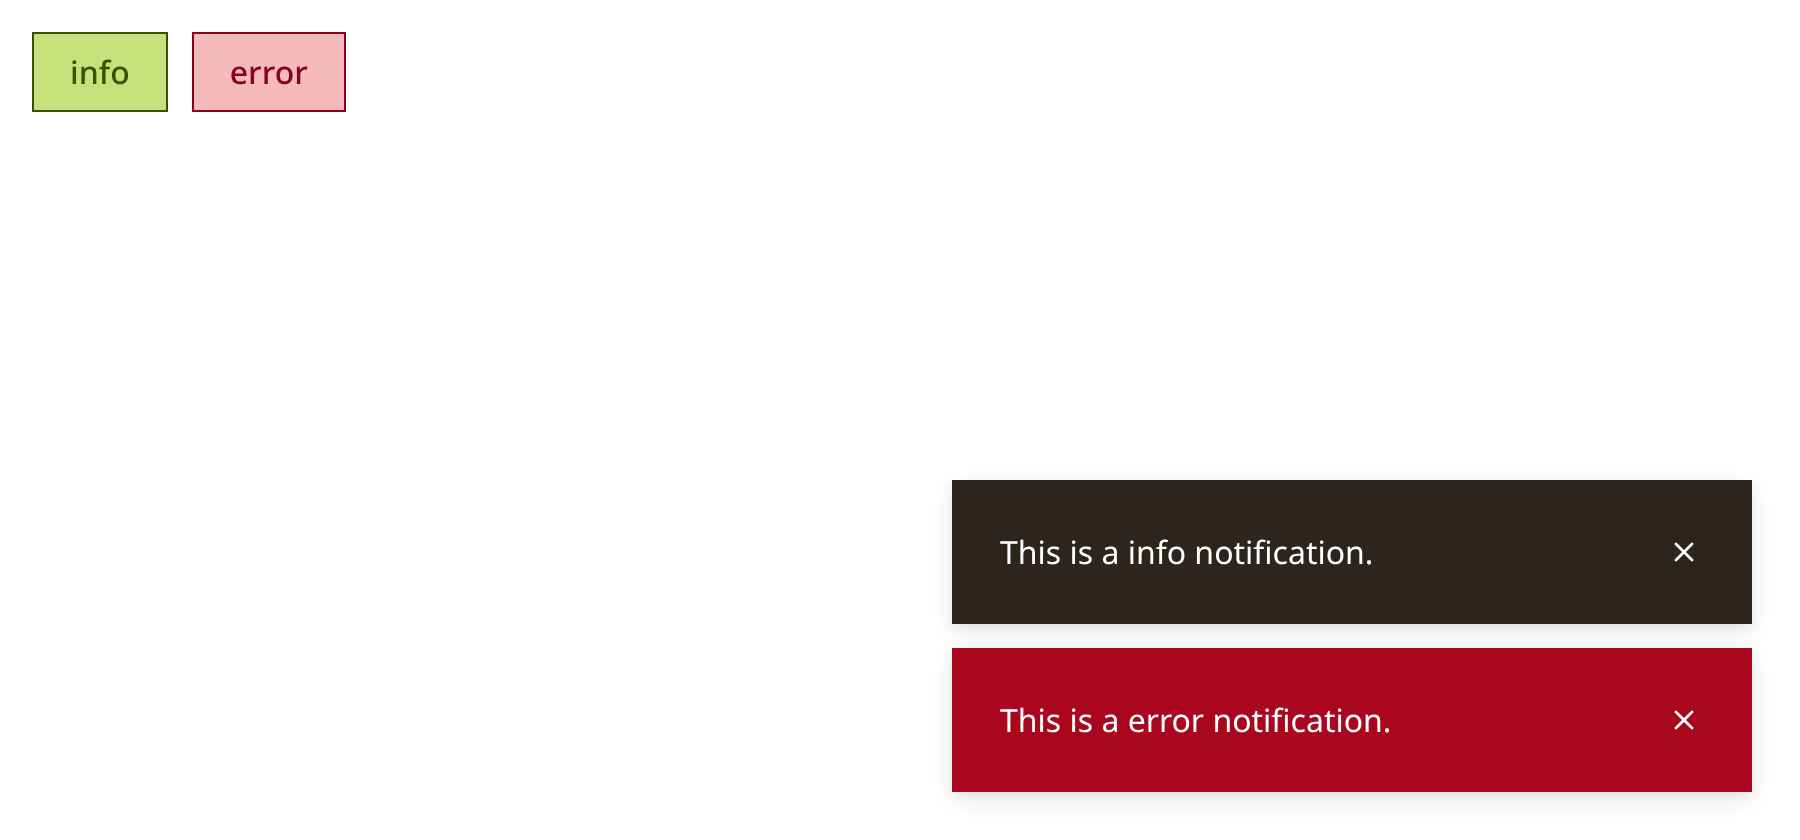 info
error
This is a info notification.
This is a error notification.